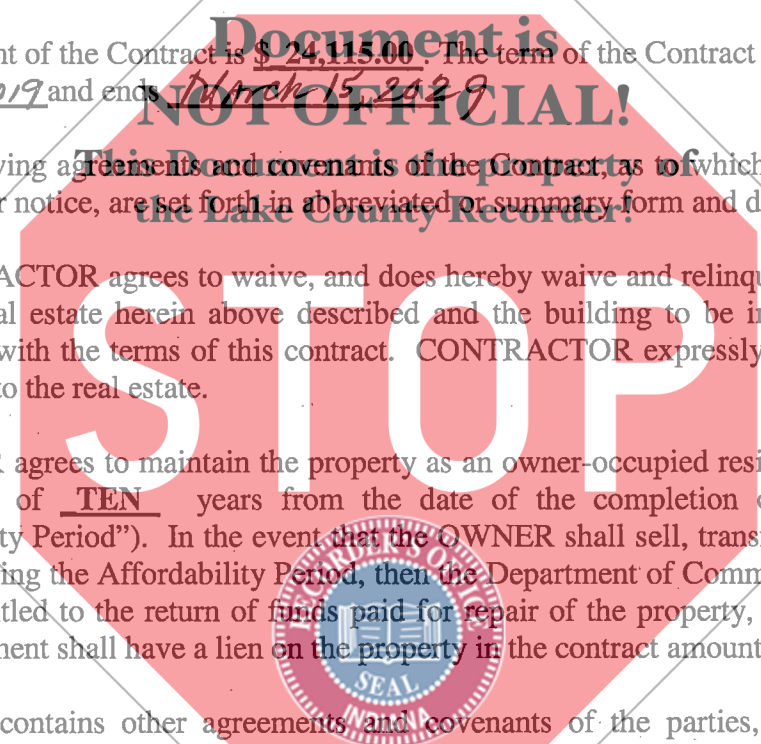 nt of the Contract is $ 24,115.00. The term of the Contract
019 and ends March 15, 2029
ving agreements and covenants of the Contract, as to which
r notice, are set forth in abbreviated or summary form and d
Document is
NOT OFFICIAL!
This Document is the property of
the Lake County Recorder!
ACTOR agrees to waive, and does hereby waive and relinqu
al estate herein above described and the building to be in
with the terms of this contract. CONTRACTOR expressly
to the real estate.
STOP
R agrees to maintain the property as an owner-occupied resi
of TEN years from the date of the completion
ty Period"). In the event that the OWNER shall sell, trans
ing the Affordability Period, then the Department of Comm
tled to the return of funds paid for repair of the property,
ment shall have a lien on the property in the contract amount
RECORDER'S OFFICE
SEAL
INDIANA
contains other agreements and covenants of the parties,